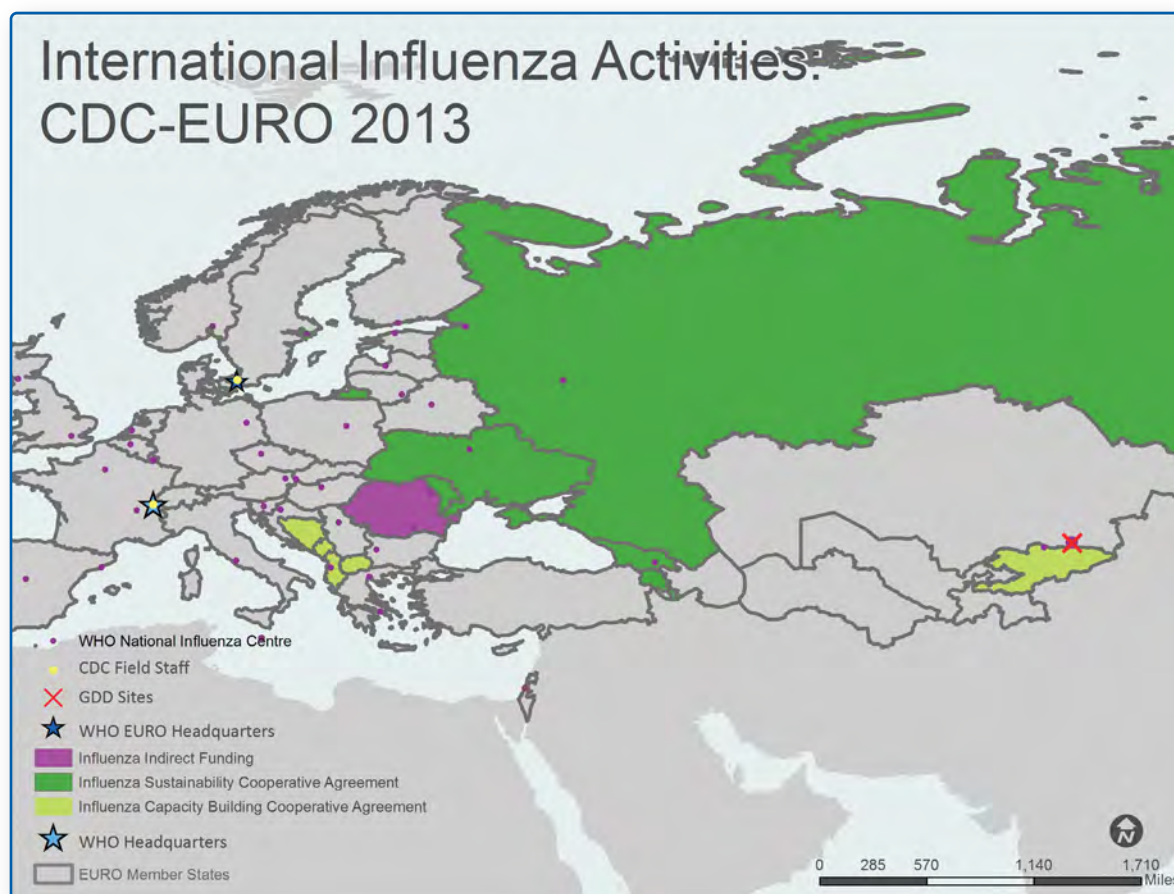 International Influenza Activities:
CDC-EURO 2013
WHO National Influenza Centre
CDC Field Staff
GDD Sites
WHO EURO Headquarters
Influenza Indirect Funding
Influenza Sustainability Cooperative Agreement
Influenza Capacity Building Cooperative Agreement
WHO Headquarters
EURO Member States
N
0 285 570 1,140 1,710
Miles